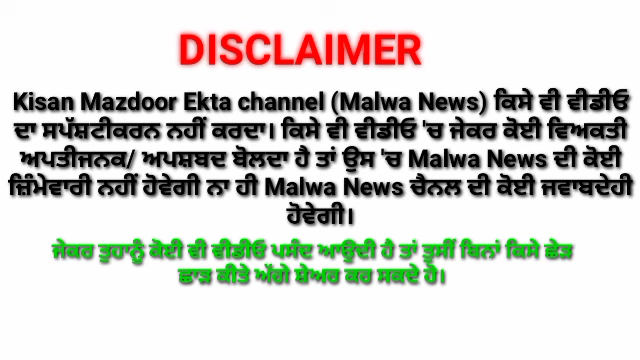 DISCLAIMER
Kisan Mazdoor Ekta channel (Malwa News) ਕਿਸੇ ਵੀ ਵੀਡੀਓ
ਦਾ ਸਪੱਸ਼ਟੀਕਰਨ ਨਹੀਂ ਕਰਦਾ। ਕਿਸੇ ਵੀ ਵੀਡੀਓ 'ਚ ਜੇਕਰ ਕੋਈ ਵਿਅਕਤੀ
ਅਪਤੀਜਨਕ/ ਅਪਸ਼ਬਦ ਬੋਲਦਾ ਹੈ ਤਾਂ ਉਸ 'ਚ Malwa News ਦੀ ਕੋਈ
ਜ਼ਿੰਮੇਵਾਰੀ ਨਹੀਂ ਹੋਵੇਗੀ ਨਾ ਹੀ Malwa News ਚੈਨਲ ਦੀ ਕੋਈ ਜਵਾਬਦੇਹੀ
ਹੋਵੇਗੀ।
ਜੇਕਰ ਤੁਹਾਨੂੰ ਕੋਈ ਵੀ ਵੀਡੀਓ ਪਸੰਦ ਆਉਦੀ ਹੈ ਤਾਂ ਤੁਸੀਂ ਬਿਨਾਂ ਕਿਸੇ ਛੇੜ
ਛਾੜ ਕੀਤੇ ਅੱਗੇ ਸ਼ੇਅਰ ਕਰ ਸਕਦੇ ਹੋ।